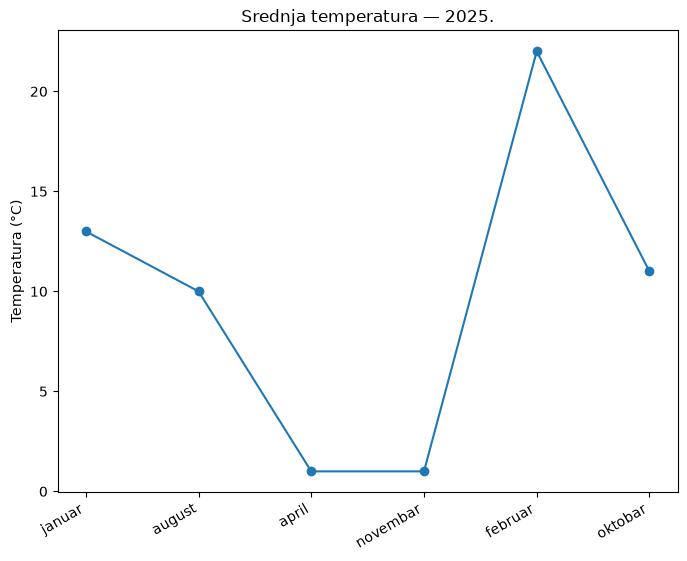 Srednja temperatura — 2025.
Temperatura (°C)
20
15
10
5
0
januar
august
april
novembar
februar
oktobar